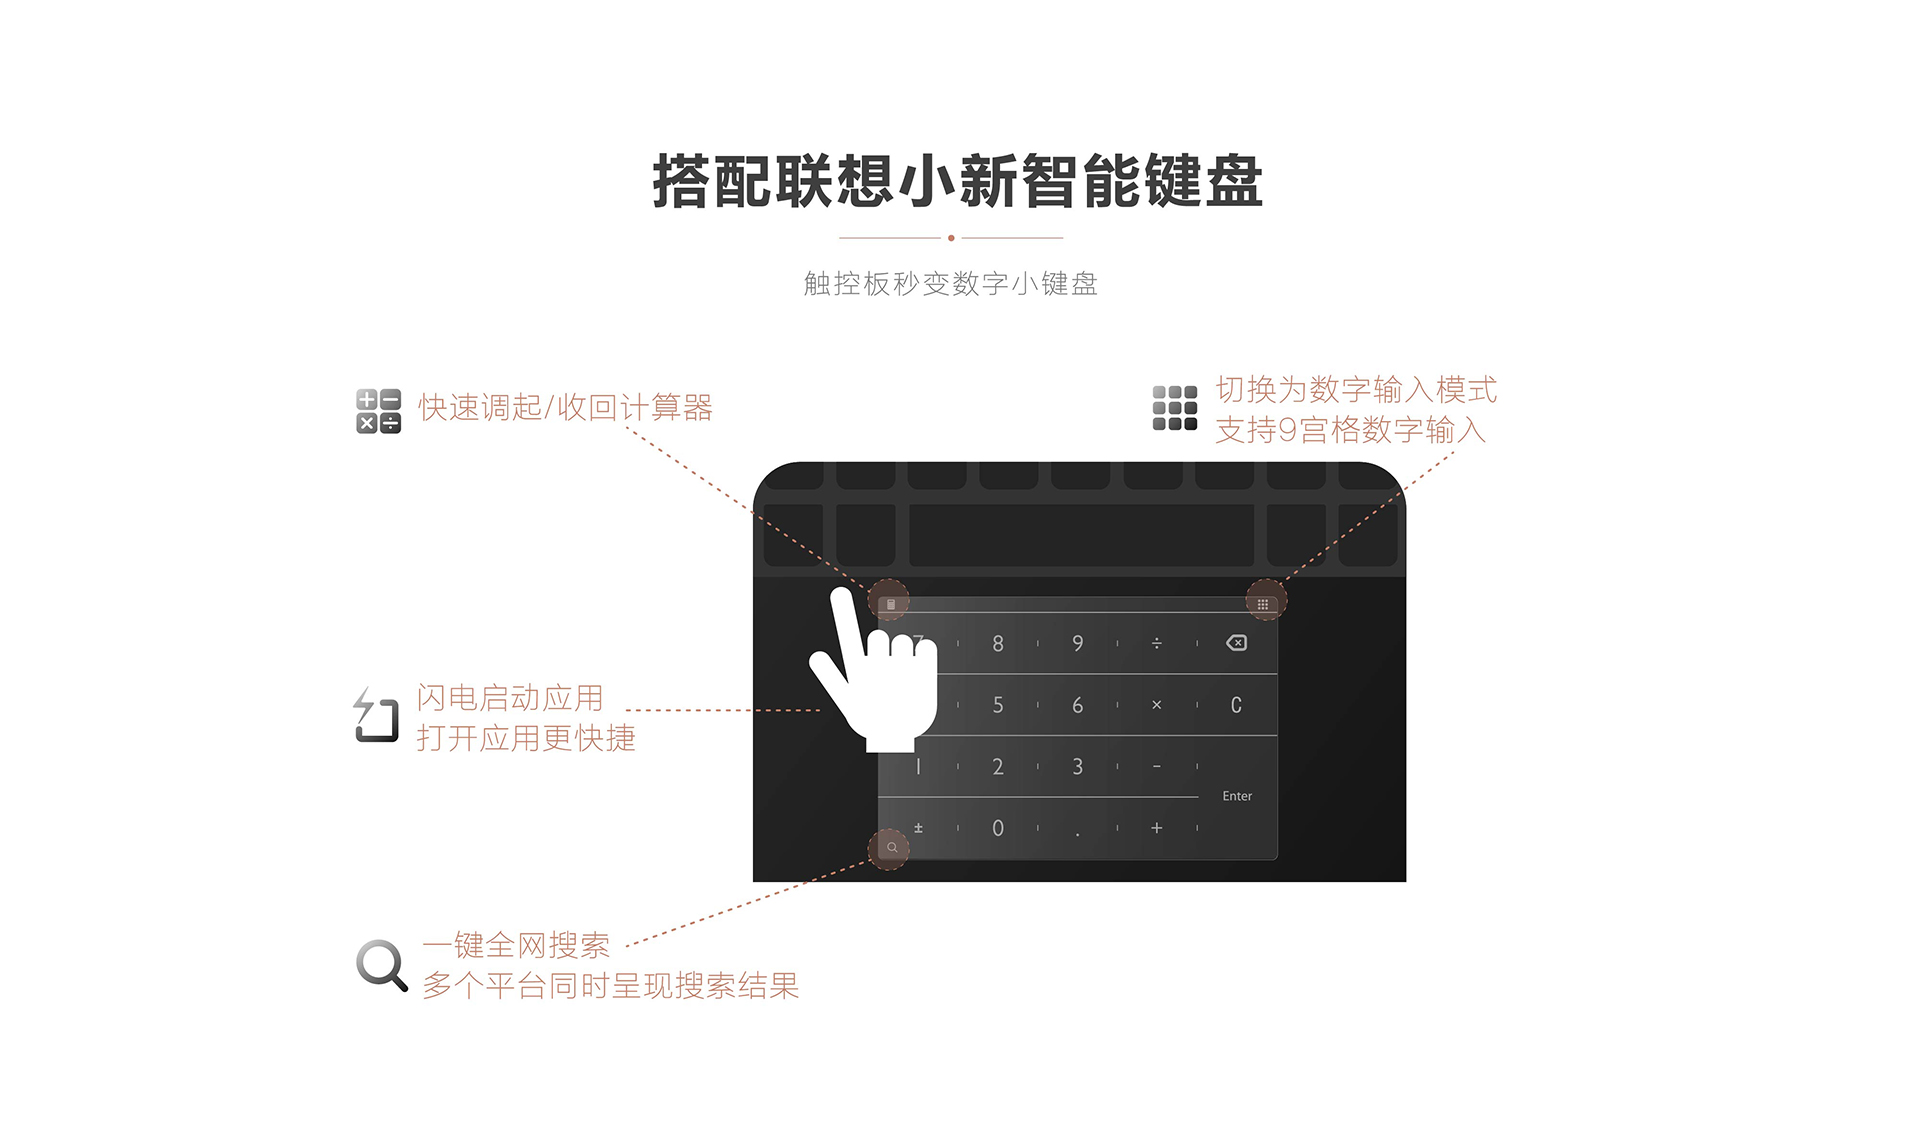 搭配联想小新智能键盘
触控板秒变数字小键盘
快速调起/收回计算器
切换为数字输入模式
支持9宫格数字输入
7 8 9 ÷
5 6 × C
闪电启动应用
打开应用更快捷
1 2 3 −
Enter
± 0 . +
一键全网搜索
多个平台同时呈现搜索结果